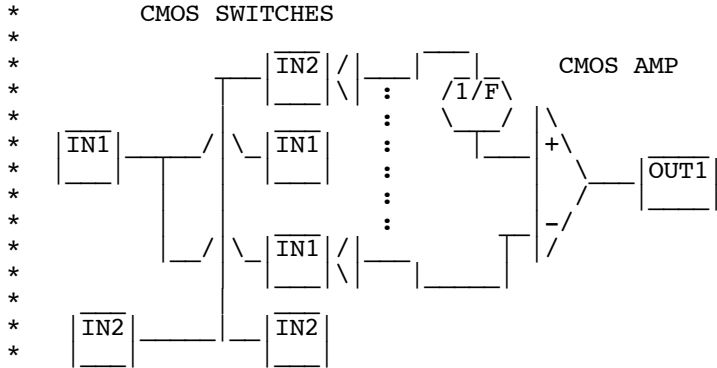 CMOS SWITCHES
IN2
CMOS AMP
1/F
IN1
IN1
+
OUT1
-
IN1
IN2
IN2